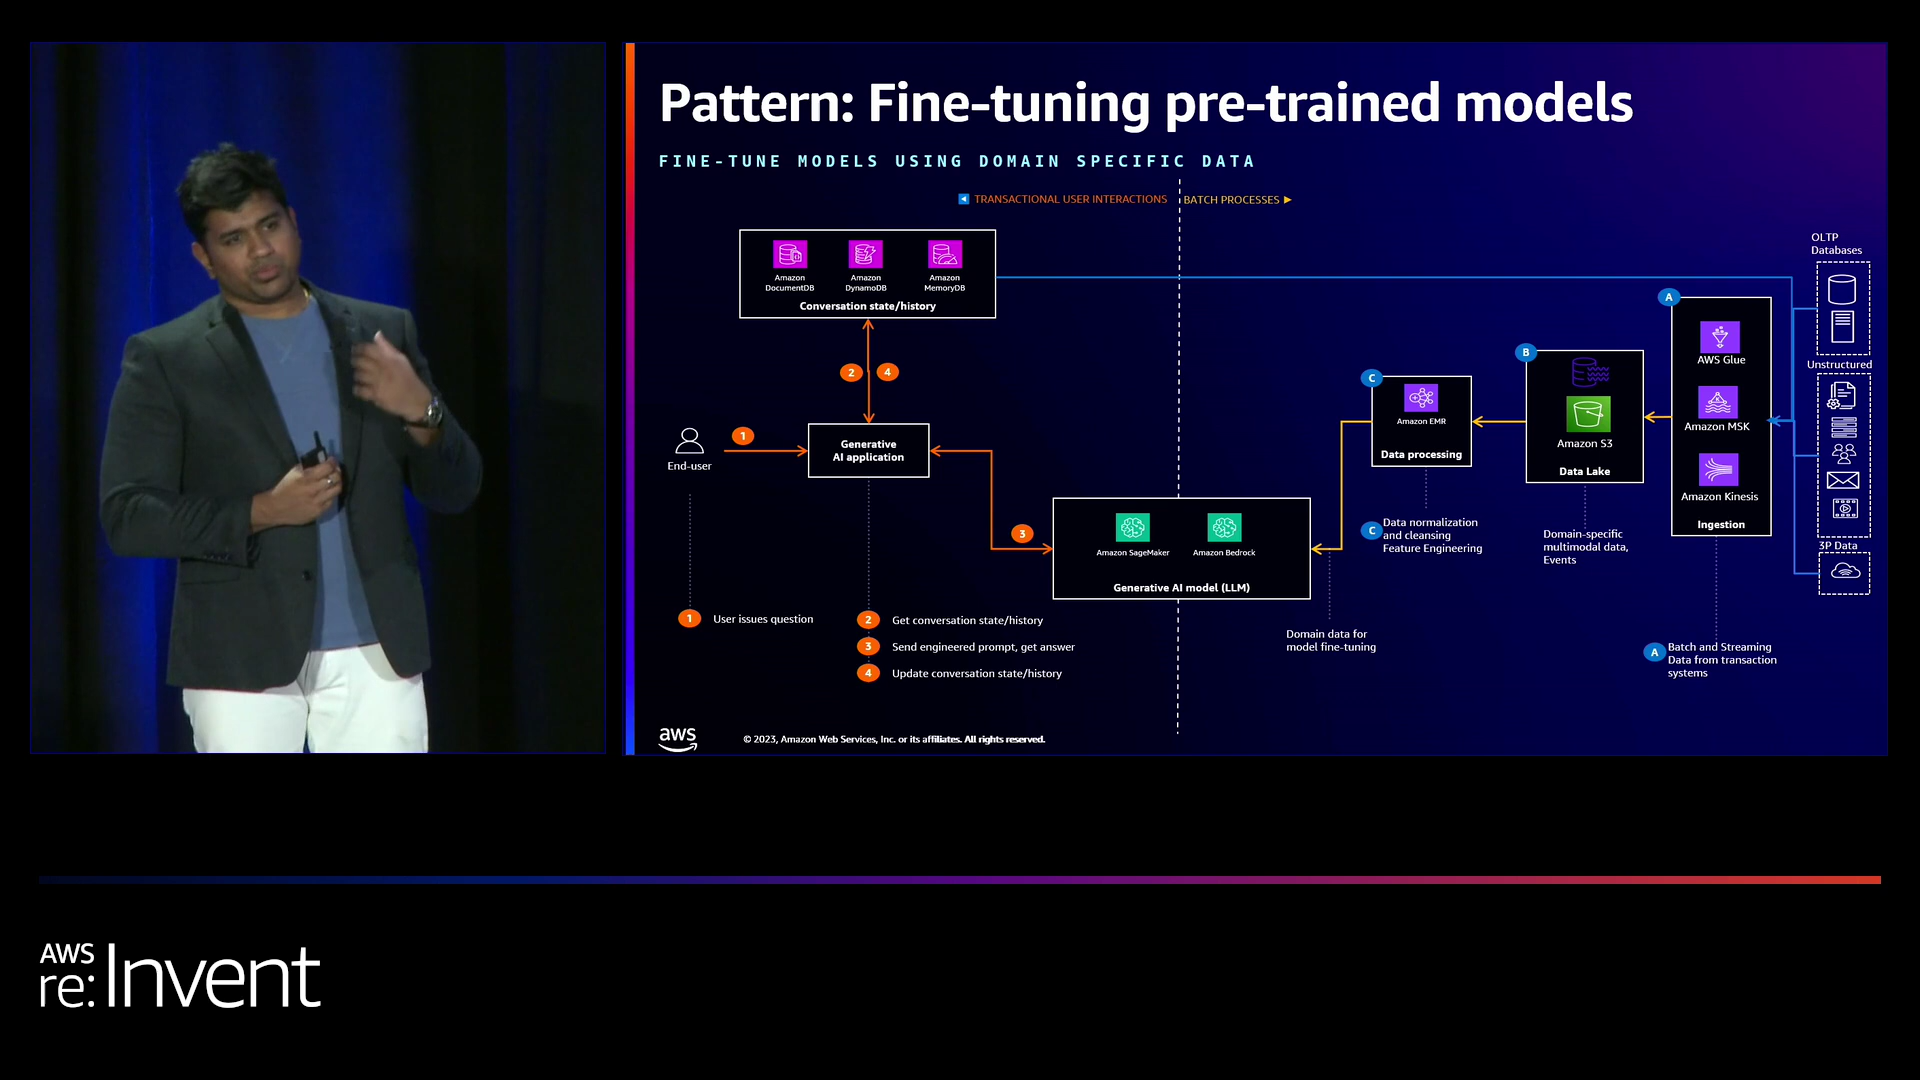 Pattern: Fine-tuning pre-trained models
FINE-TUNE MODELS USING DOMAIN SPECIFIC DATA
TRANSACTIONAL USER INTERACTIONS
BATCH PROCESSES
Amazon
DocumentDB
Amazon
DynamoDB
Amazon
MemoryDB
Conversation state/history
2
4
1
End-user
Generative
AI application
3
Amazon SageMaker
Amazon Bedrock
Generative AI model (LLM)
C
Amazon EMR
Data processing
B
Amazon S3
Data Lake
A
AWS Glue
Amazon MSK
Amazon Kinesis
Ingestion
OLTP
Databases
Unstructured
3P Data
C
Data normalization
and cleansing
Feature Engineering
Domain-specific
multimodal data,
Events
1
User issues question
2
Get conversation state/history
3
Send engineered prompt, get answer
4
Update conversation state/history
Domain data for
model fine-tuning
A
Batch and Streaming
Data from transaction
systems
aws
© 2023, Amazon Web Services, Inc. or its affiliates. All rights reserved.
AWS
re:Invent